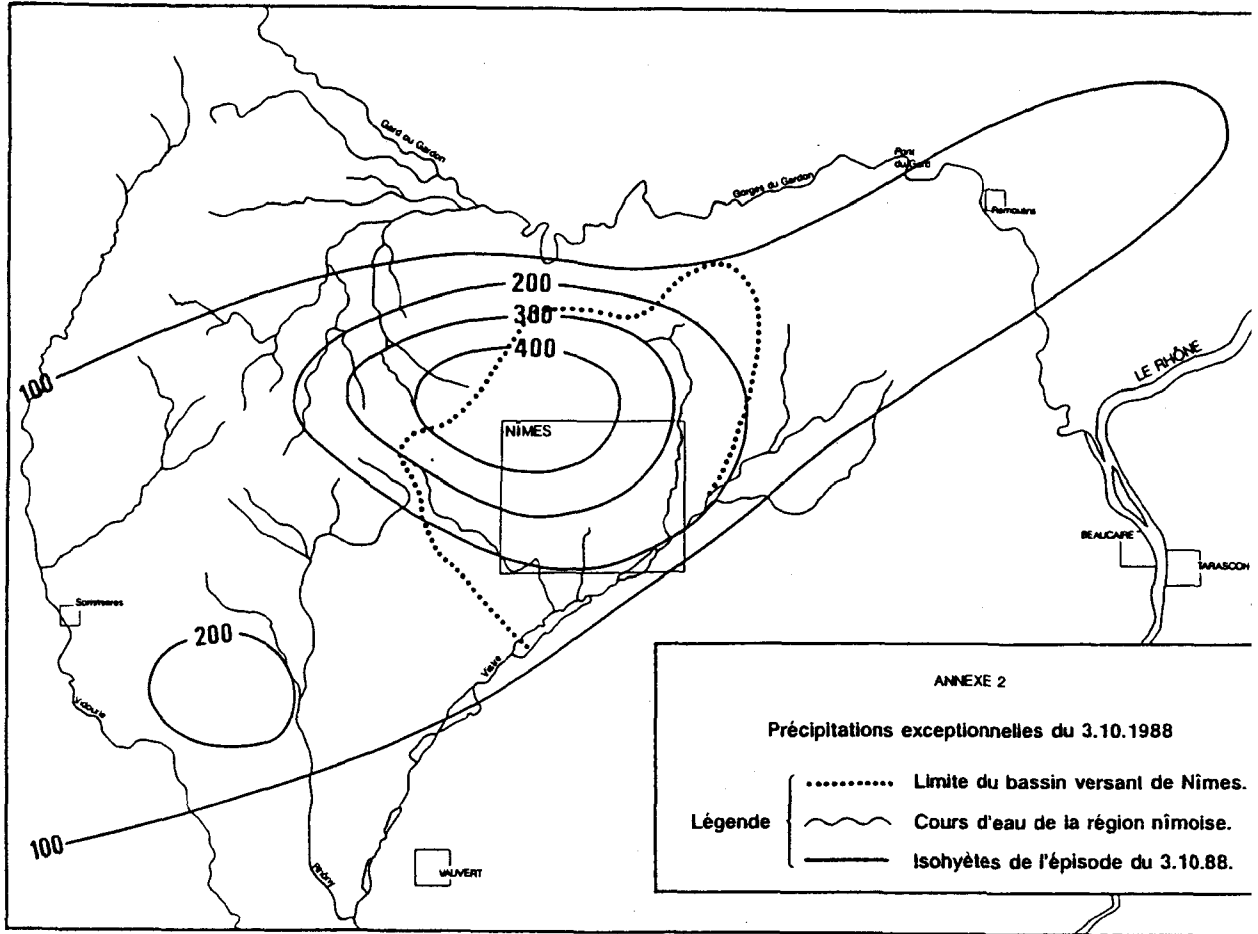 Gard ou Gardon
Gorges du Gardon
Pont
du Gard
Remoulins
200
300
400
100
LE RHÔNE
NÎMES
BEAUCAIRE
TARASCON
Sommières
200
Vistre
Vidourle
100
Rhôny
VAUVERT
ANNEXE 2
Précipitations exceptionnelles du 3.10.1988
Légende
Limite du bassin versant de Nîmes.
Cours d'eau de la région nîmoise.
Isohyètes de l'épisode du 3.10.88.